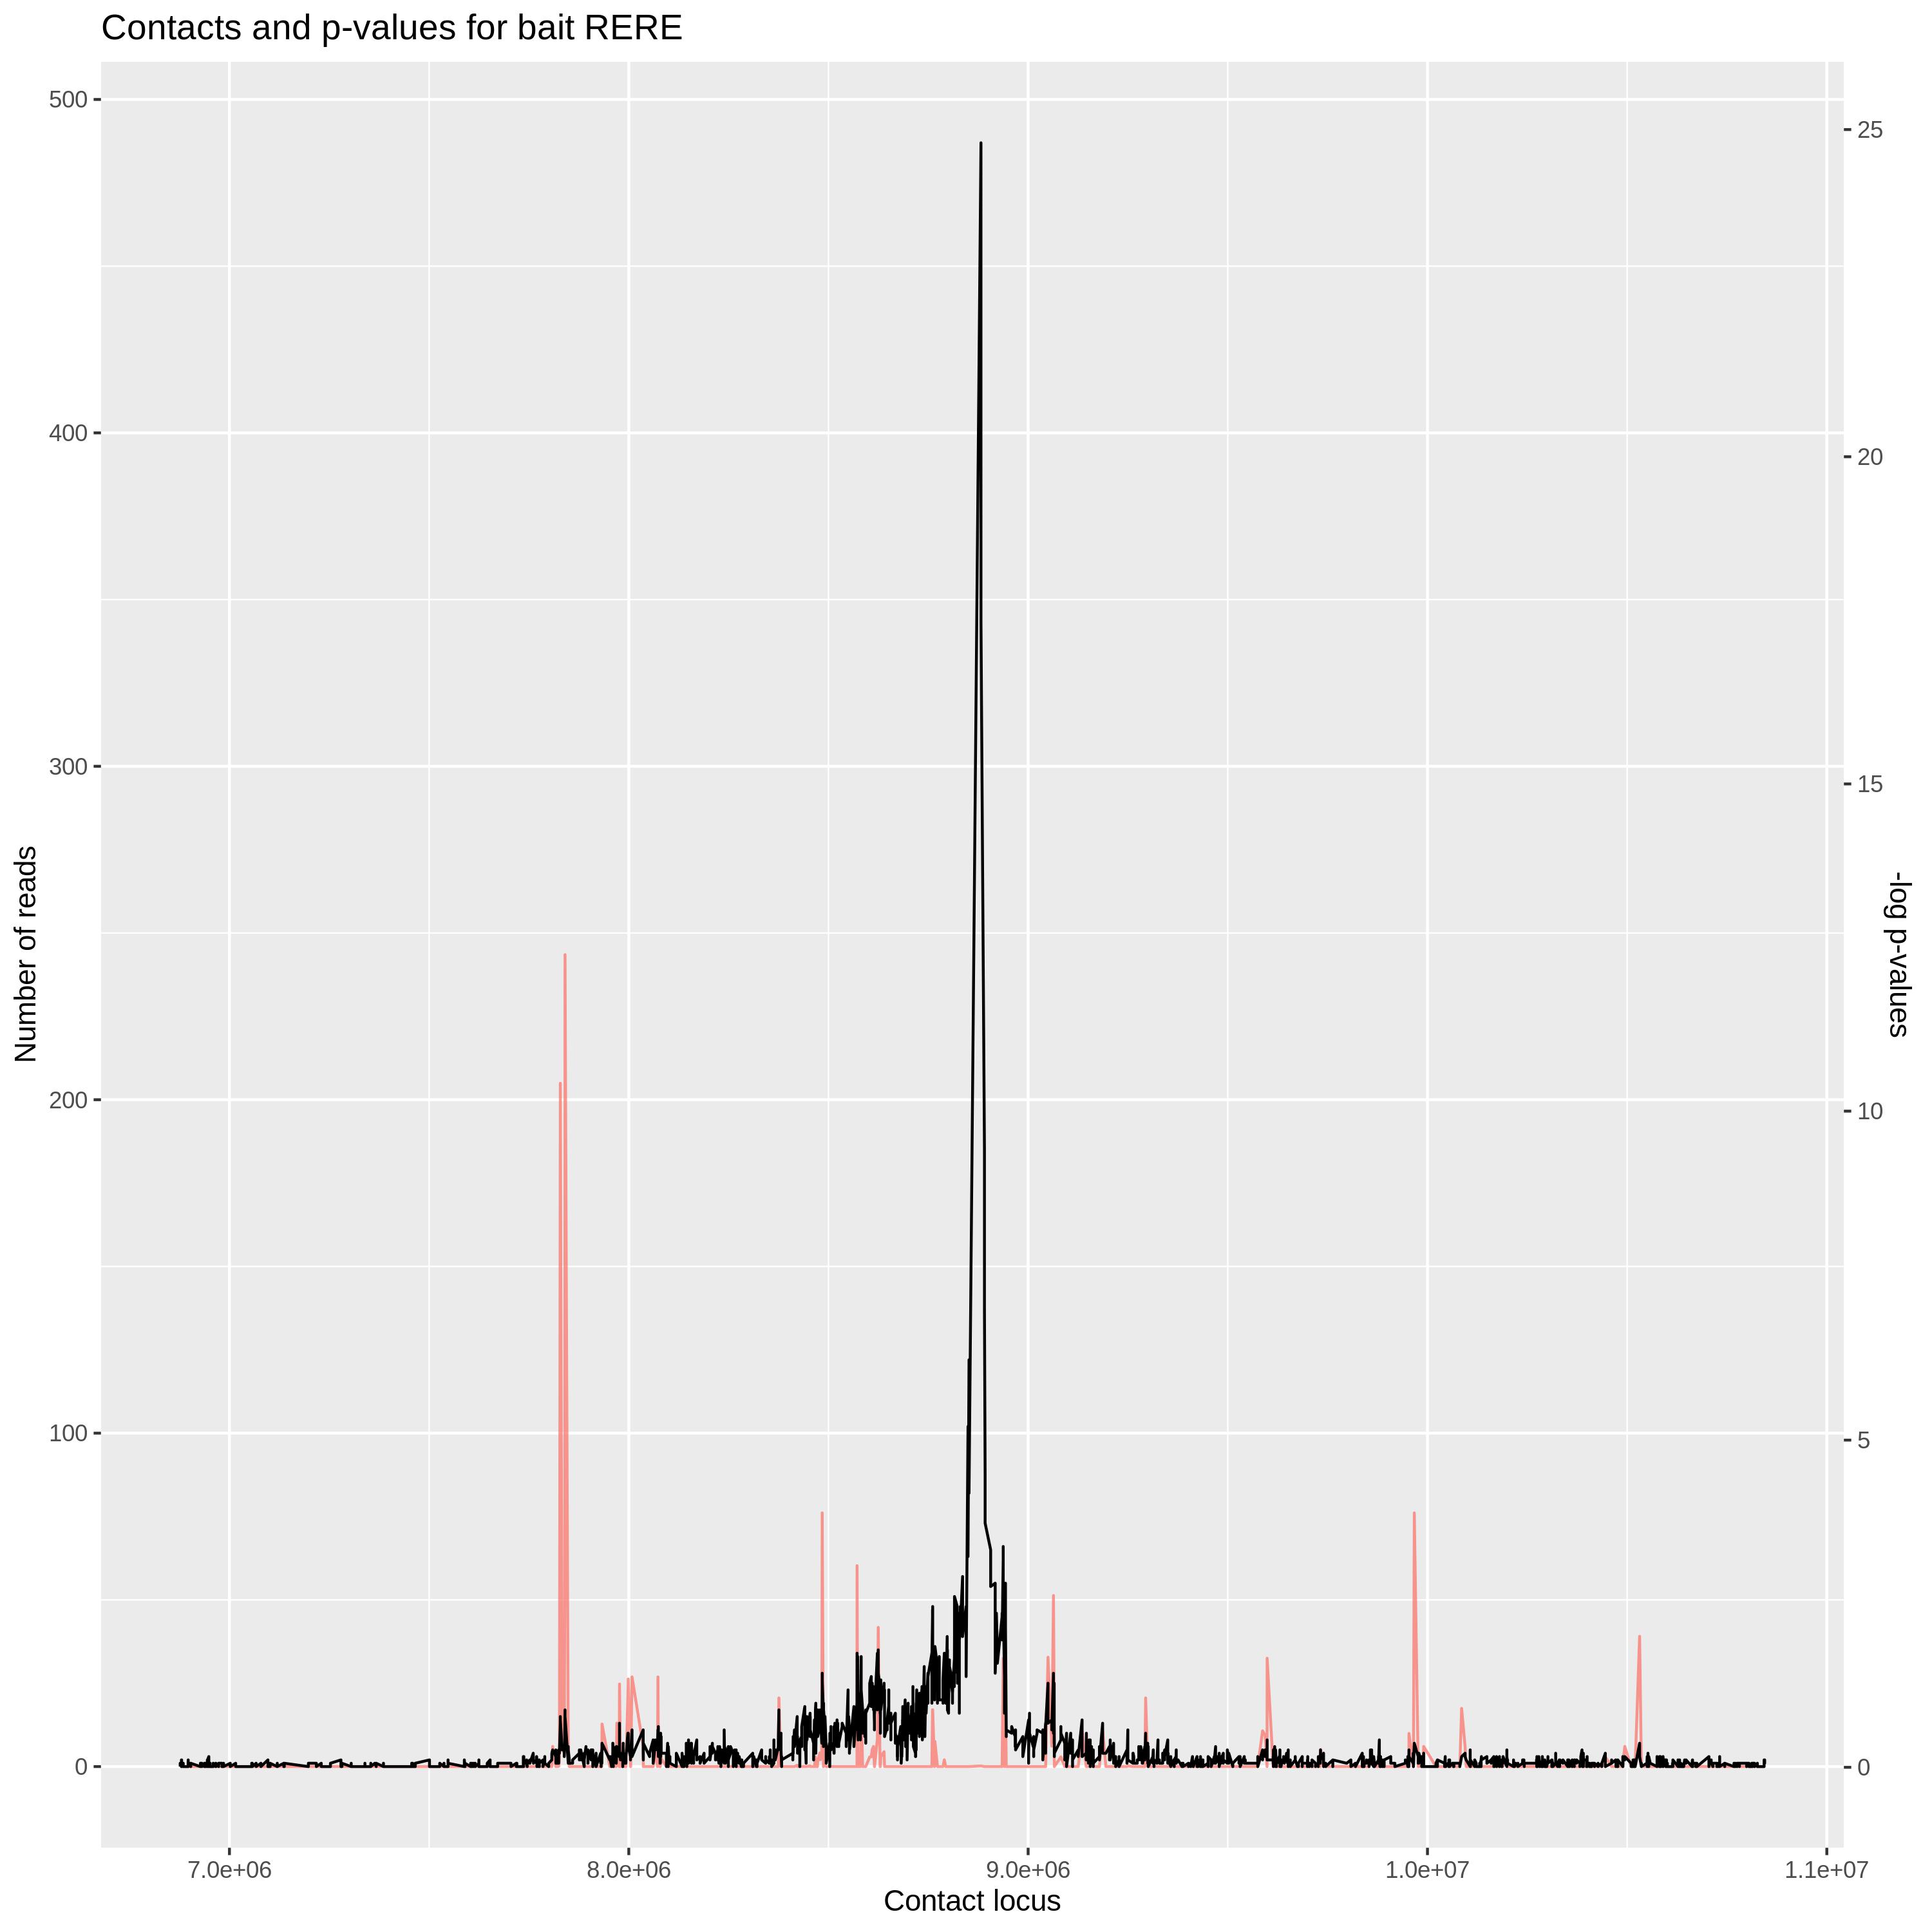 Contacts and p-values for bait RERE
500
400
300
200
100
0
Number of reads
25
20
15
10
5
0
-log p-values
7.0e+06 8.0e+06 9.0e+06 1.0e+07 1.1e+07
Contact locus